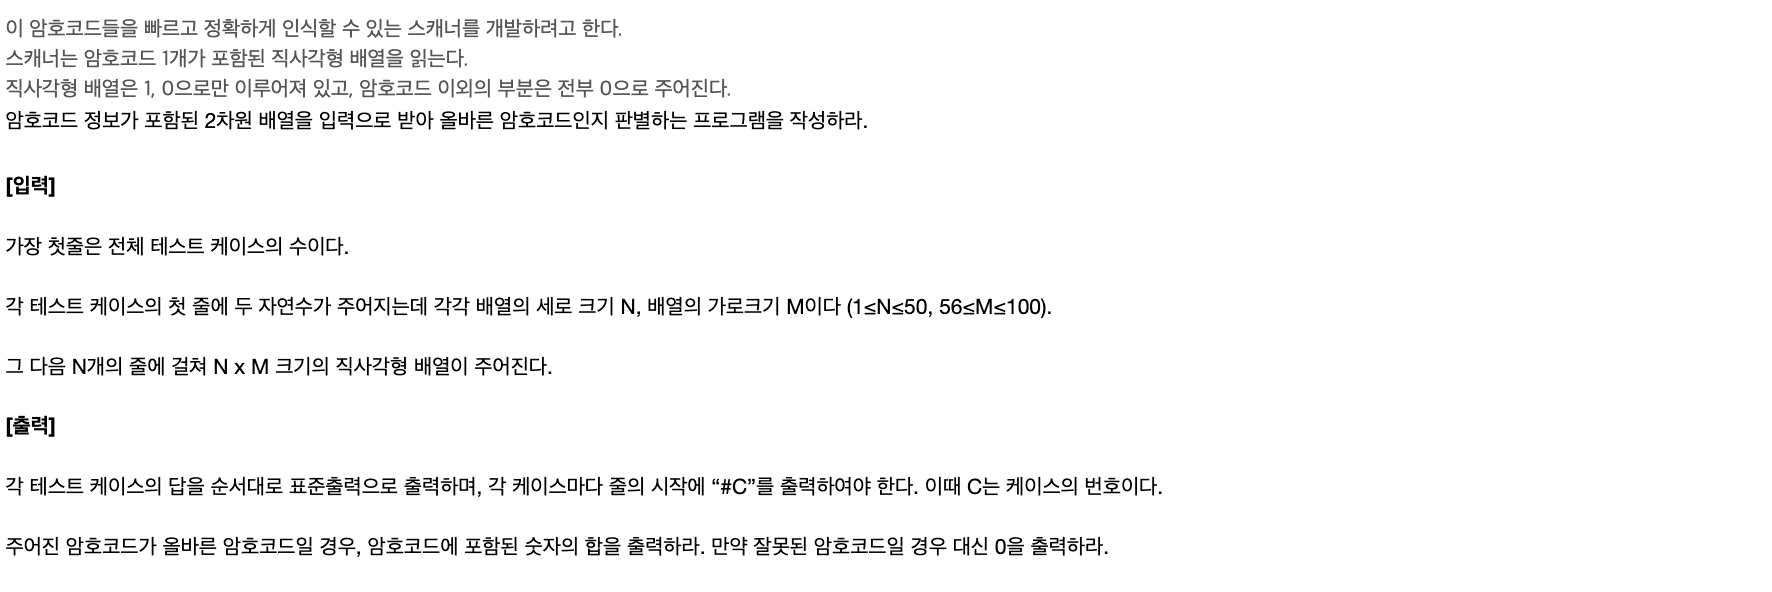 이 암호코드들을 빠르고 정확하게 인식할 수 있는 스캐너를 개발하려고 한다.
스캐너는 암호코드 1개가 포함된 직사각형 배열을 읽는다.
직사각형 배열은 1, 0으로만 이루어져 있고, 암호코드 이외의 부분은 전부 0으로 주어진다.
암호코드 정보가 포함된 2차원 배열을 입력으로 받아 올바른 암호코드인지 판별하는 프로그램을 작성하라.
[입력]
가장 첫줄은 전체 테스트 케이스의 수이다.
각 테스트 케이스의 첫 줄에 두 자연수가 주어지는데 각각 배열의 세로 크기 N, 배열의 가로크기 M이다 (1≤N≤50, 56≤M≤100).
그 다음 N개의 줄에 걸쳐 N x M 크기의 직사각형 배열이 주어진다.
[출력]
각 테스트 케이스의 답을 순서대로 표준출력으로 출력하며, 각 케이스마다 줄의 시작에 “#C”를 출력하여야 한다. 이때 C는 케이스의 번호이다.
주어진 암호코드가 올바른 암호코드일 경우, 암호코드에 포함된 숫자의 합을 출력하라. 만약 잘못된 암호코드일 경우 대신 0을 출력하라.